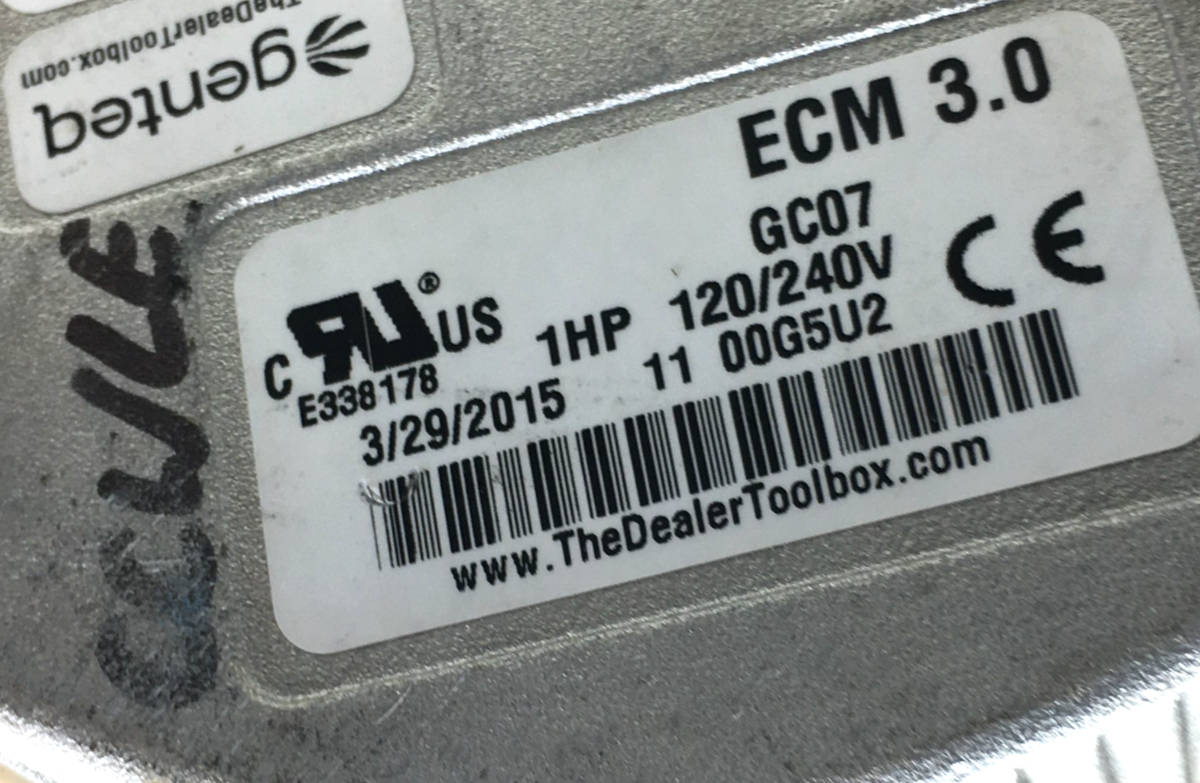 genteq
TheDealerToolbox.com
ECM 3.0
GC07
C US ®
E338178
1HP 120/240V
CE
3/29/2015 11 00G5U2
www.TheDealerToolbox.com